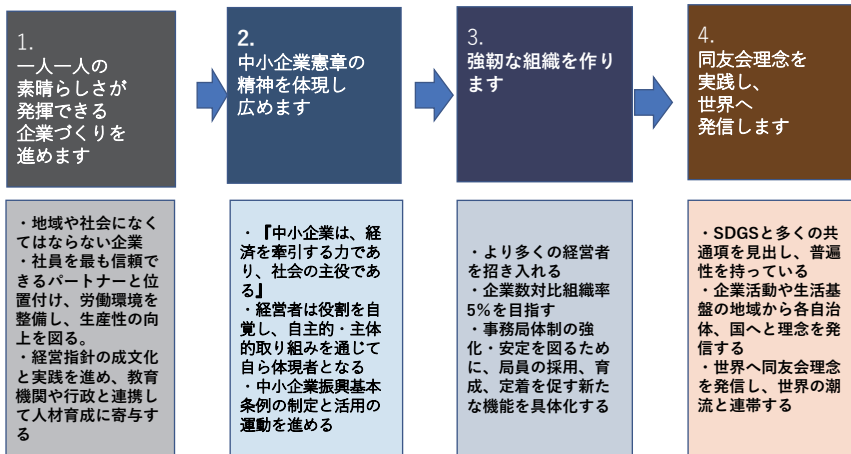 1.
一人一人の
素晴らしさが
発揮できる
企業づくりを
進めます
2.
中小企業憲章の
精神を体現し
広めます
3.
強靭な組織を作り
ます
4.
同友会理念を
実践し、
世界へ
発信します
・地域や社会になく
てはならない企業
・社員を最も信頼で
きるパートナーと位
置付け、労働環境を
整備し、生産性の向
上を図る。
・経営指針の成文化
と実践を進め、教育
機関や行政と連携し
て人材育成に寄与す
る
・『中小企業は、経
済を牽引する力であ
り、社会の主役であ
る』
・経営者は役割を自
覚し、自主的・主体
的取り組みを通じて
自ら体現者となる
・中小企業振興基本
条例の制定と活用の
運動を進める
・より多くの経営者
を招き入れる
・企業数対比組織率
5%を目指す
・事務局体制の強
化・安定を図るため
に、局員の採用、育
成、定着を促す新た
な機能を具体化する
・SDGSと多くの共
通項を見出し、普遍
性を持っている
・企業活動や生活基
盤の地域から各自治
体、国へと理念を発
信する
・世界へ同友会理念
を発信し、世界の潮
流と連帯する